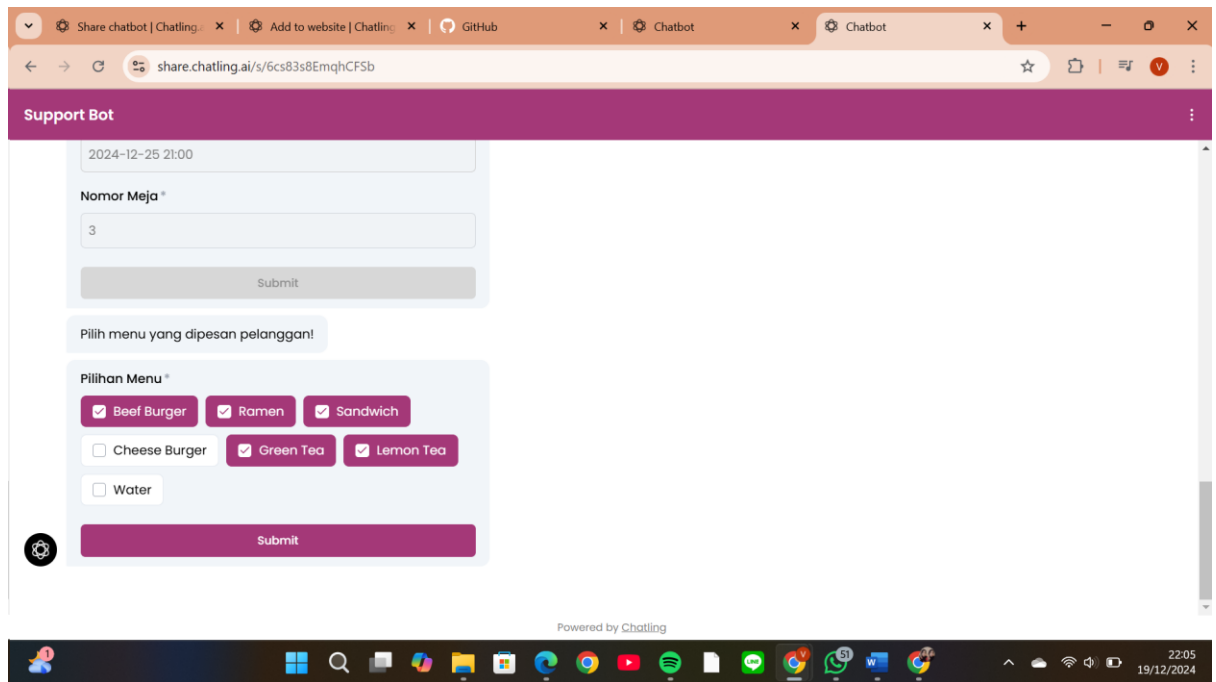 Share chatbot | Chatling.a
Add to website | Chatling
GitHub
Chatbot
Chatbot
share.chatling.ai/s/6cs83s8EmqhCFSb
V
Support Bot
2024-12-25 21:00
Nomor Meja *
3
Submit
Pilih menu yang dipesan pelanggan!
Pilihan Menu *
Beef Burger Ramen Sandwich
Cheese Burger Green Tea Lemon Tea
Water
Submit
Powered by Chatling
1
51
22:05
19/12/2024